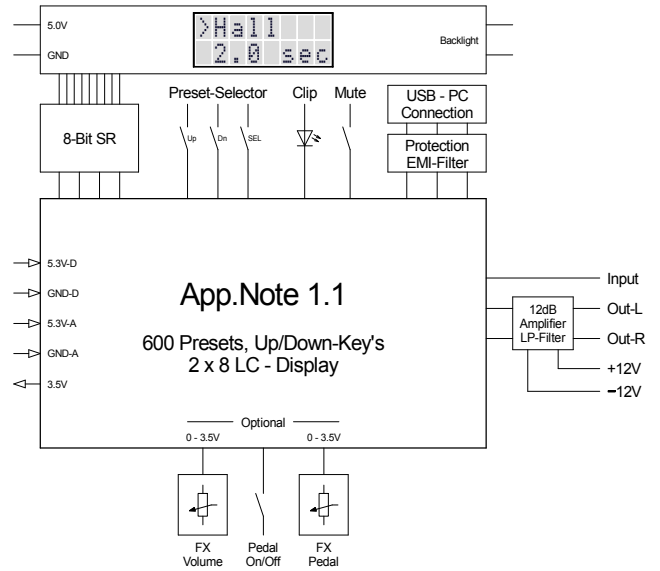 5.0V
GND
>Hall
2.0 sec
Backlight
8-Bit SR
Preset-Selector
Up
Dn
SEL
Clip
Mute
USB - PC
Connection
Protection
EMI-Filter
5.3V-D
GND-D
5.3V-A
GND-A
3.5V
App.Note 1.1
600 Presets, Up/Down-Key's
2 x 8 LC - Display
Input
12dB
Amplifier
LP-Filter
Out-L
Out-R
+12V
−12V
Optional
0 - 3.5V
0 - 3.5V
FX
Volume
Pedal
On/Off
FX
Pedal